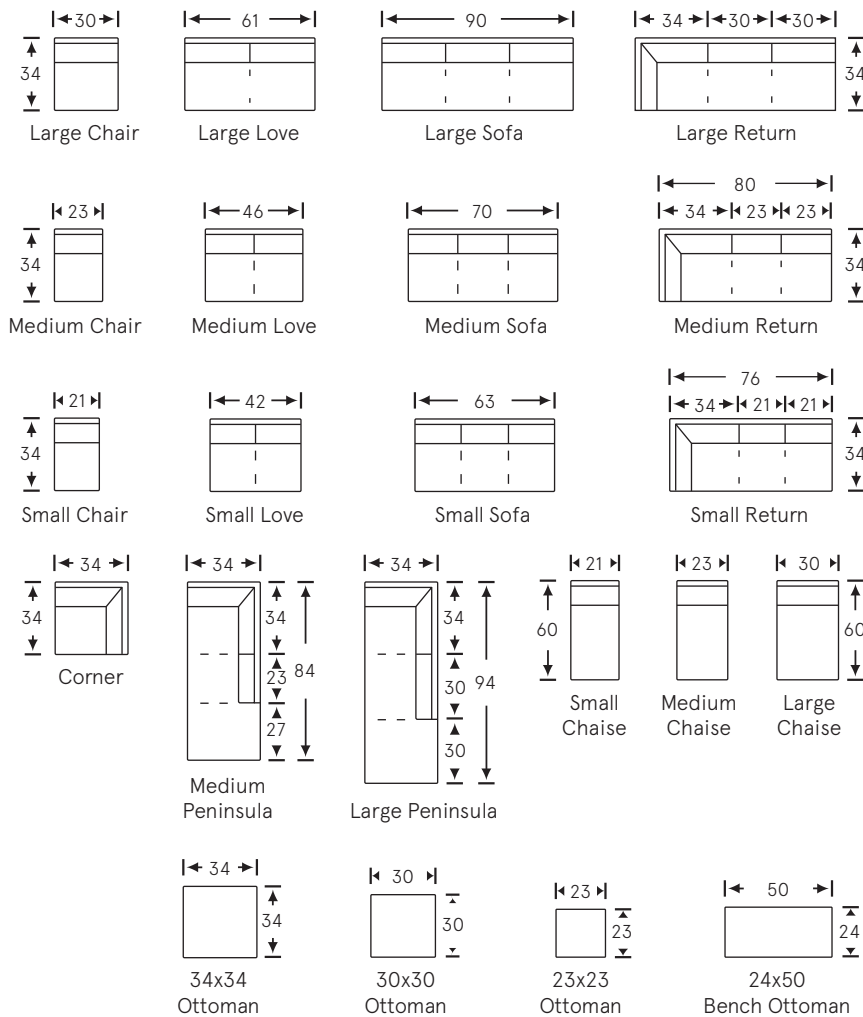 30 61 90 34 30 30
34 34
Large Chair Large Love Large Sofa Large Return
80
23 46 70 34 23 23
34 34
Medium Chair Medium Love Medium Sofa Medium Return
76
21 42 63 34 21 21
34 34
Small Chair Small Love Small Sofa Small Return
34 34 34 21 23 30
34 34 34 60 60
Corner 23 84 30 94
27 30
Small Medium Large
Chaise Chaise Chaise
Medium
Peninsula Large Peninsula
34 30 23 50
34 30 23 24
34x34 30x30 23x23 24x50
Ottoman Ottoman Ottoman Bench Ottoman